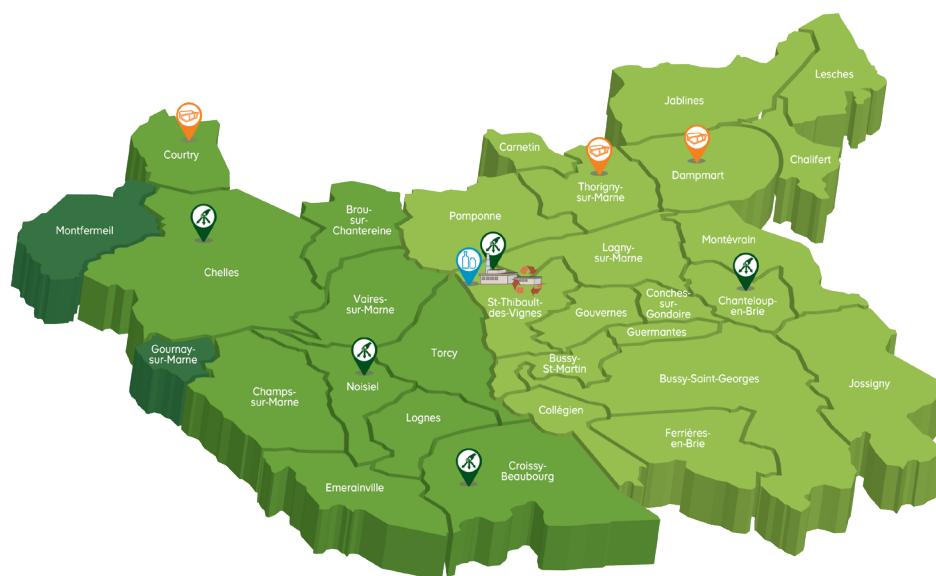 Lesches
Jablines
Carnetin
Courtry
Chalifert
Dampmart
Thorigny-
sur-Marne
Brou-
sur-
Chantereine
Pomponne
Montfermeil
Montévrain
Lagny-
sur-Marne
Chelles
Vaires-
sur-Marne
St-Thibault-
des-Vignes
Gouvernes
Conches-
sur-
Gondoire
Chanteloup-
en-Brie
Guermantes
Gournay-
sur-Marne
Torcy
Bussy-
St-Martin
Bussy-Saint-Georges
Jossigny
Noisiel
Champs-
sur-Marne
Collégien
Lognes
Ferrières-
en-Brie
Croissy-
Beaubourg
Emerainville